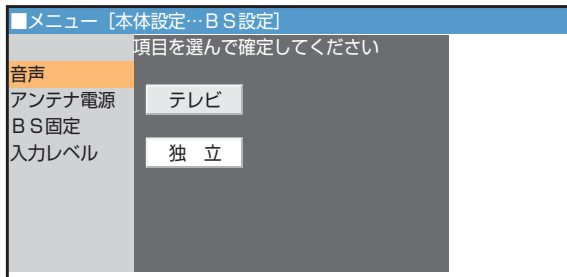 ■メニュー［本体設定…ＢＳ設定］
項目を選んで確定してください
音声
アンテナ電源
テレビ
ＢＳ固定
入力レベル
独　立